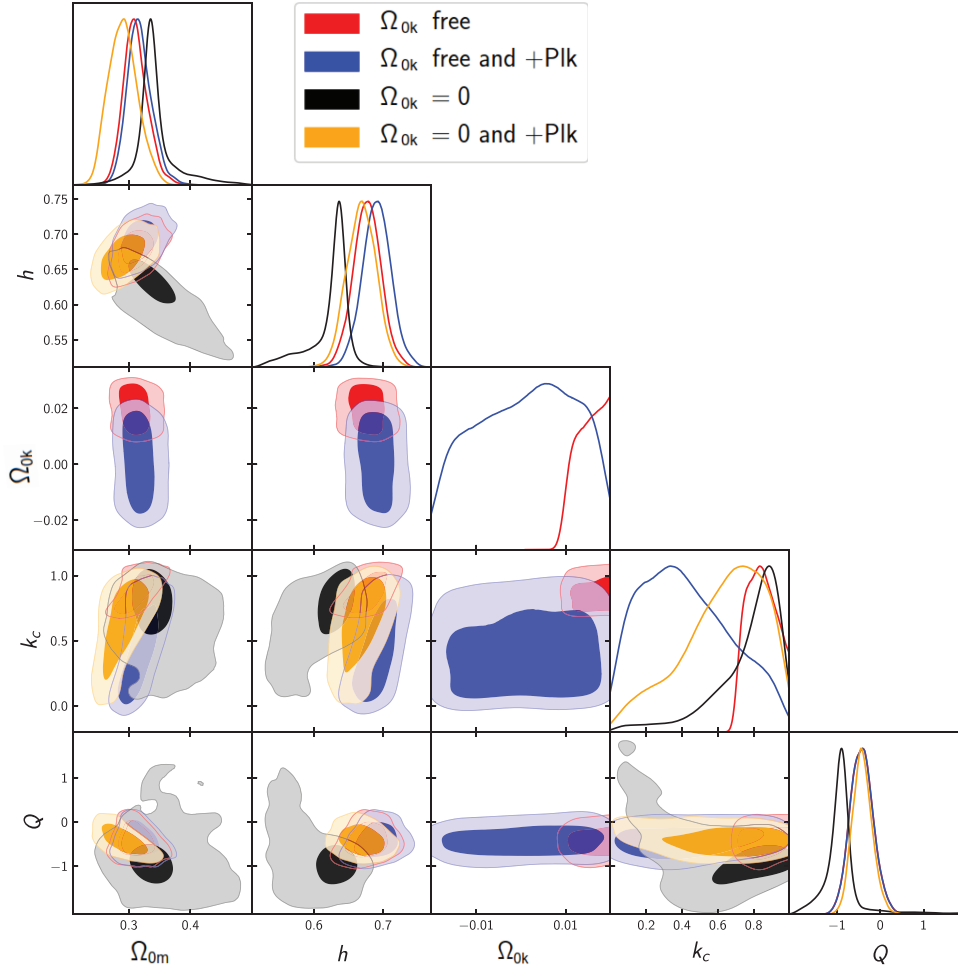 Ω0k free
Ω0k free and +Plk
Ω0k = 0
Ω0k = 0 and +Plk
0.75
0.70
0.65
0.60
0.55
h
0.02
0.00
−0.02
Ω0k
1.0
0.5
0.0
kc
1
0
−1
Q
0.3 0.4
0.6 0.7
−0.01 0.01
0.2 0.4 0.6 0.8
−1 0 1
Ω0m h Ω0k kc Q